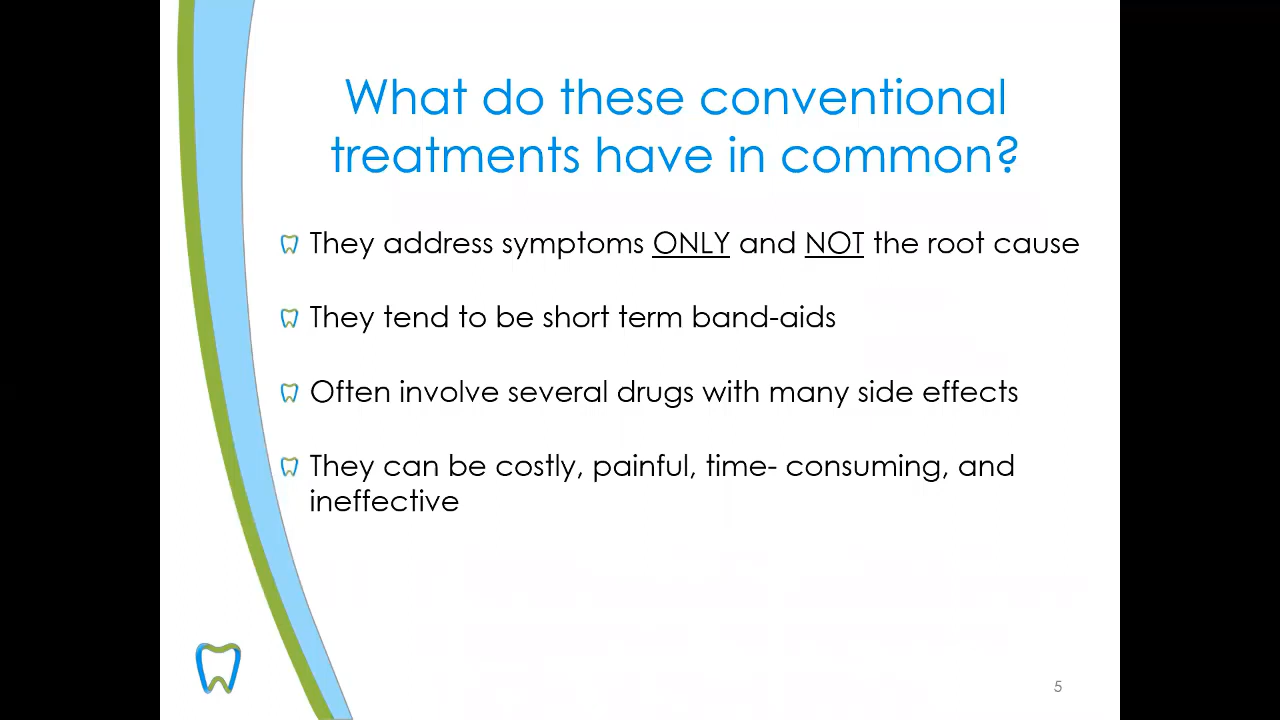 What do these conventional
treatments have in common?
They address symptoms ONLY and NOT the root cause
They tend to be short term band-aids
Often involve several drugs with many side effects
They can be costly, painful, time- consuming, and
ineffective
5